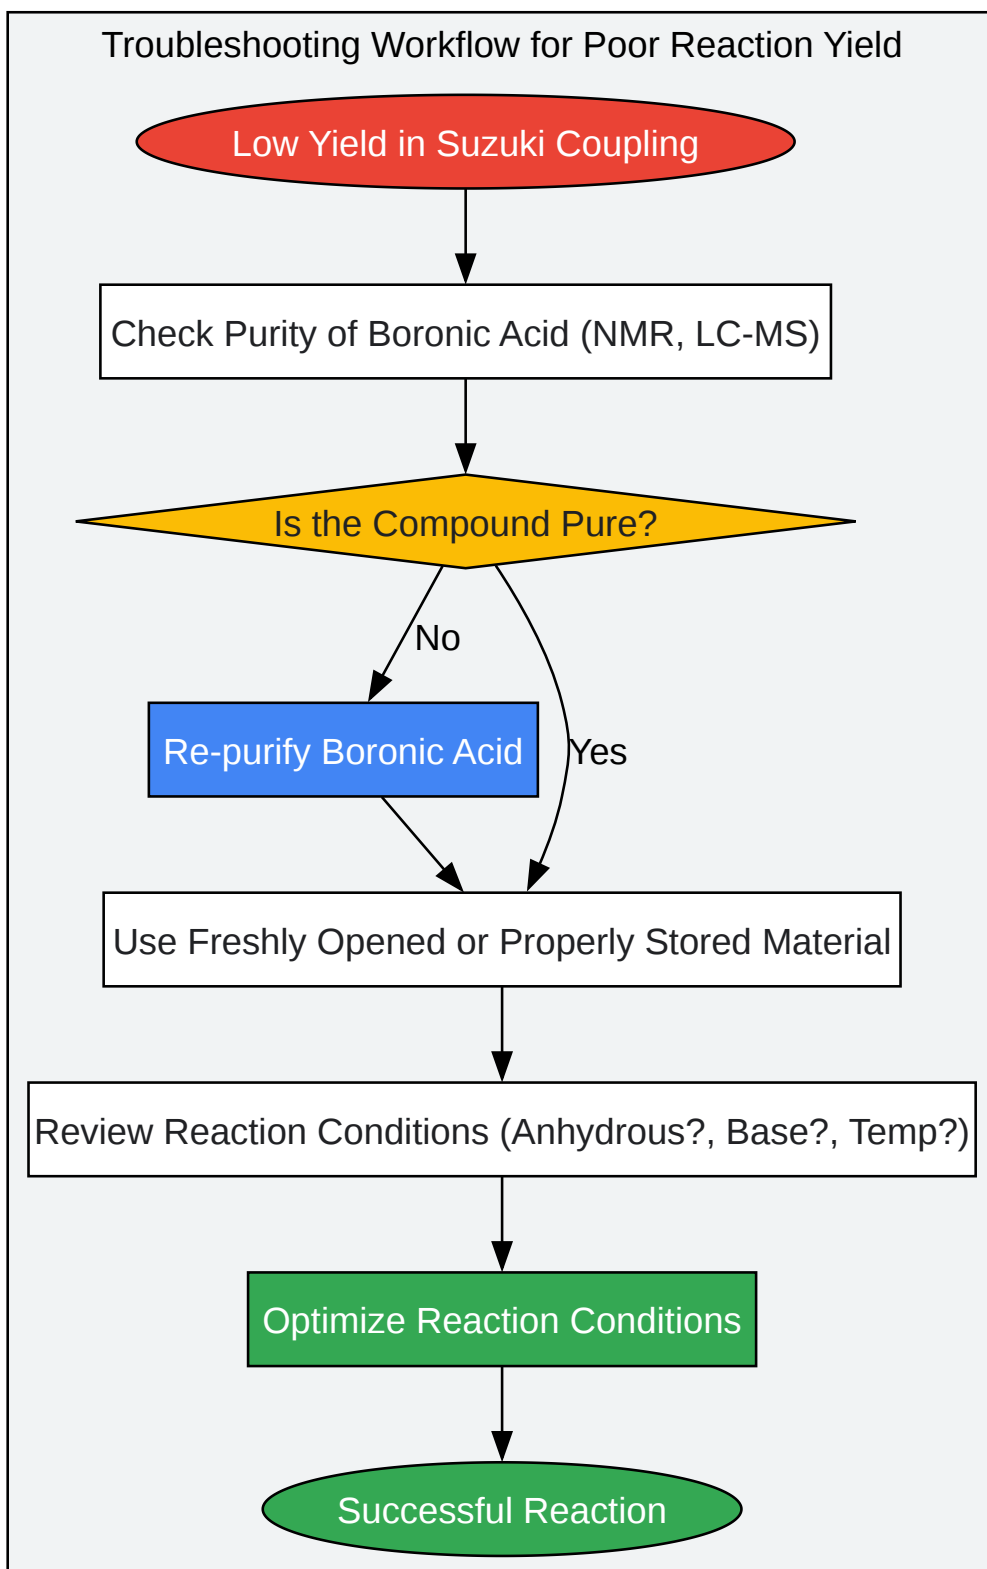 Troubleshooting Workflow for Poor Reaction Yield
Low Yield in Suzuki Coupling
Check Purity of Boronic Acid (NMR, LC-MS)
Is the Compound Pure?
No
Re-purify Boronic Acid
Yes
Use Freshly Opened or Properly Stored Material
Review Reaction Conditions (Anhydrous?, Base?, Temp?)
Optimize Reaction Conditions
Successful Reaction